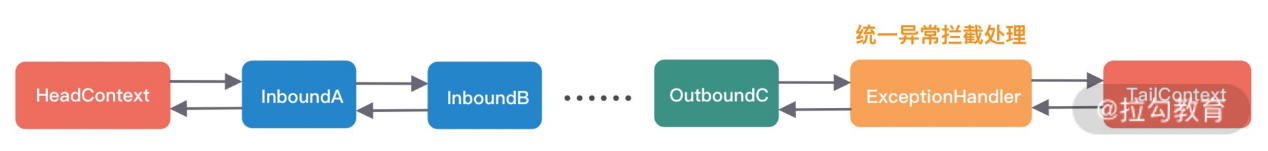 统一异常拦截处理
HeadContext
InboundA
InboundB
······
OutboundC
ExceptionHandler
TailContext
@拉勾教育